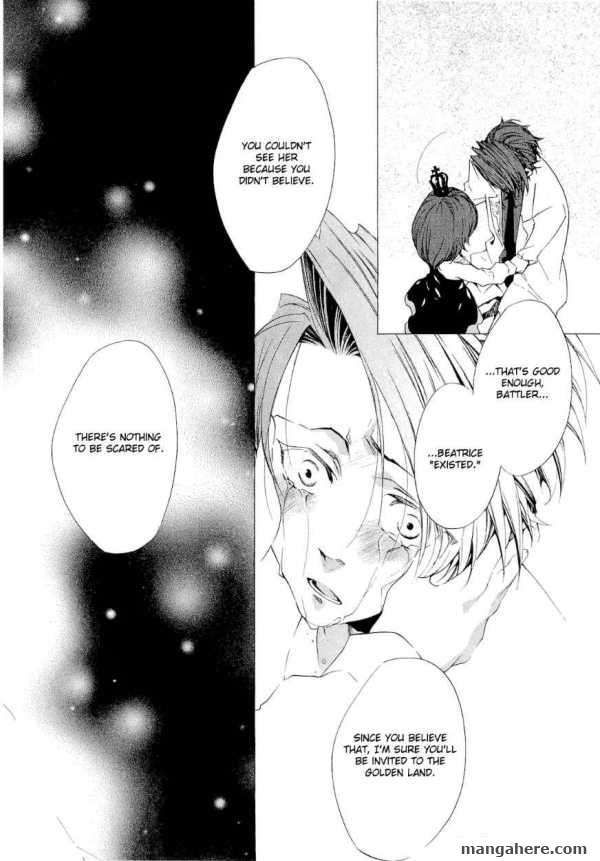 ...THAT'S GOOD
ENOUGH,
BATTLER...
...BEATRICE
"EXISTED."
YOU COULDN'T
SEE HER
BECAUSE YOU
DIDN'T BELIEVE.
THERE'S NOTHING
TO BE SCARED OF.
SINCE YOU BELIEVE
THAT, I'M SURE YOU'LL
BE INVITED TO THE
GOLDEN LAND.
mangahere.com